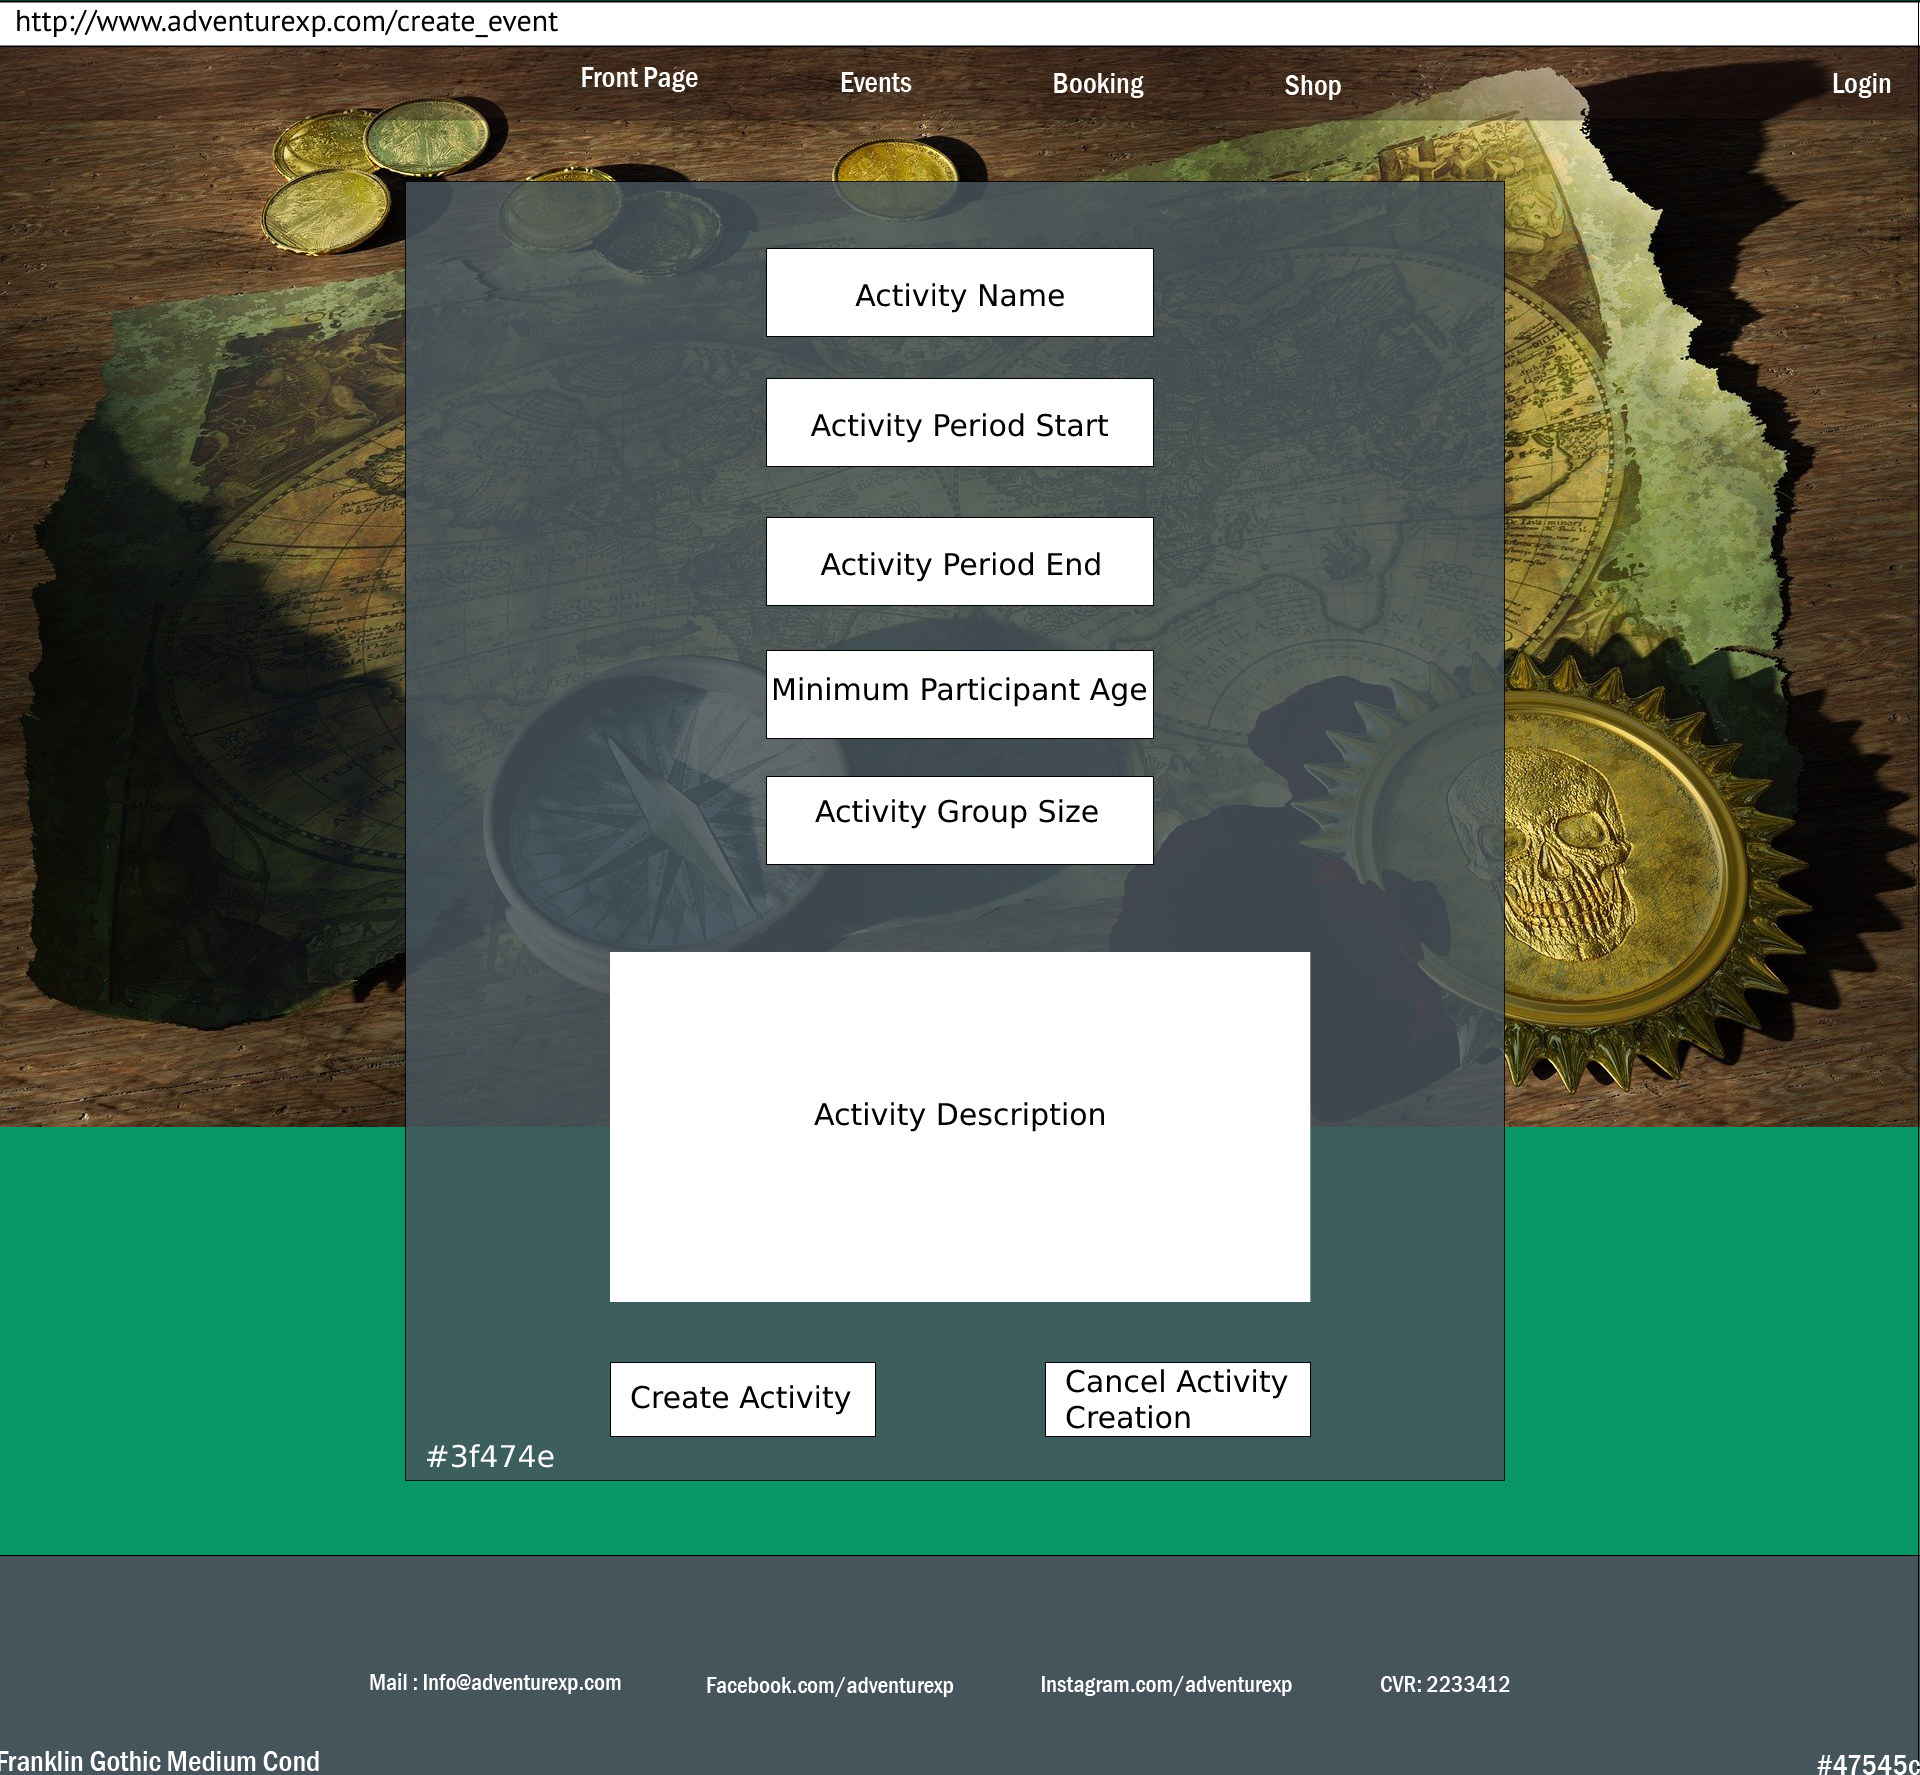 http://www.adventurexp.com/create_event
Front Page Events Booking Shop Login
Activity Name
Activity Period Start
Activity Period End
Minimum Participant Age
Activity Group Size
Activity Description
Create Activity
Cancel Activity
Creation
#3f474e
Mail : Info@adventurexp.com Facebook.com/adventurexp Instagram.com/adventurexp CVR: 2233412
Franklin Gothic Medium Cond #47545c